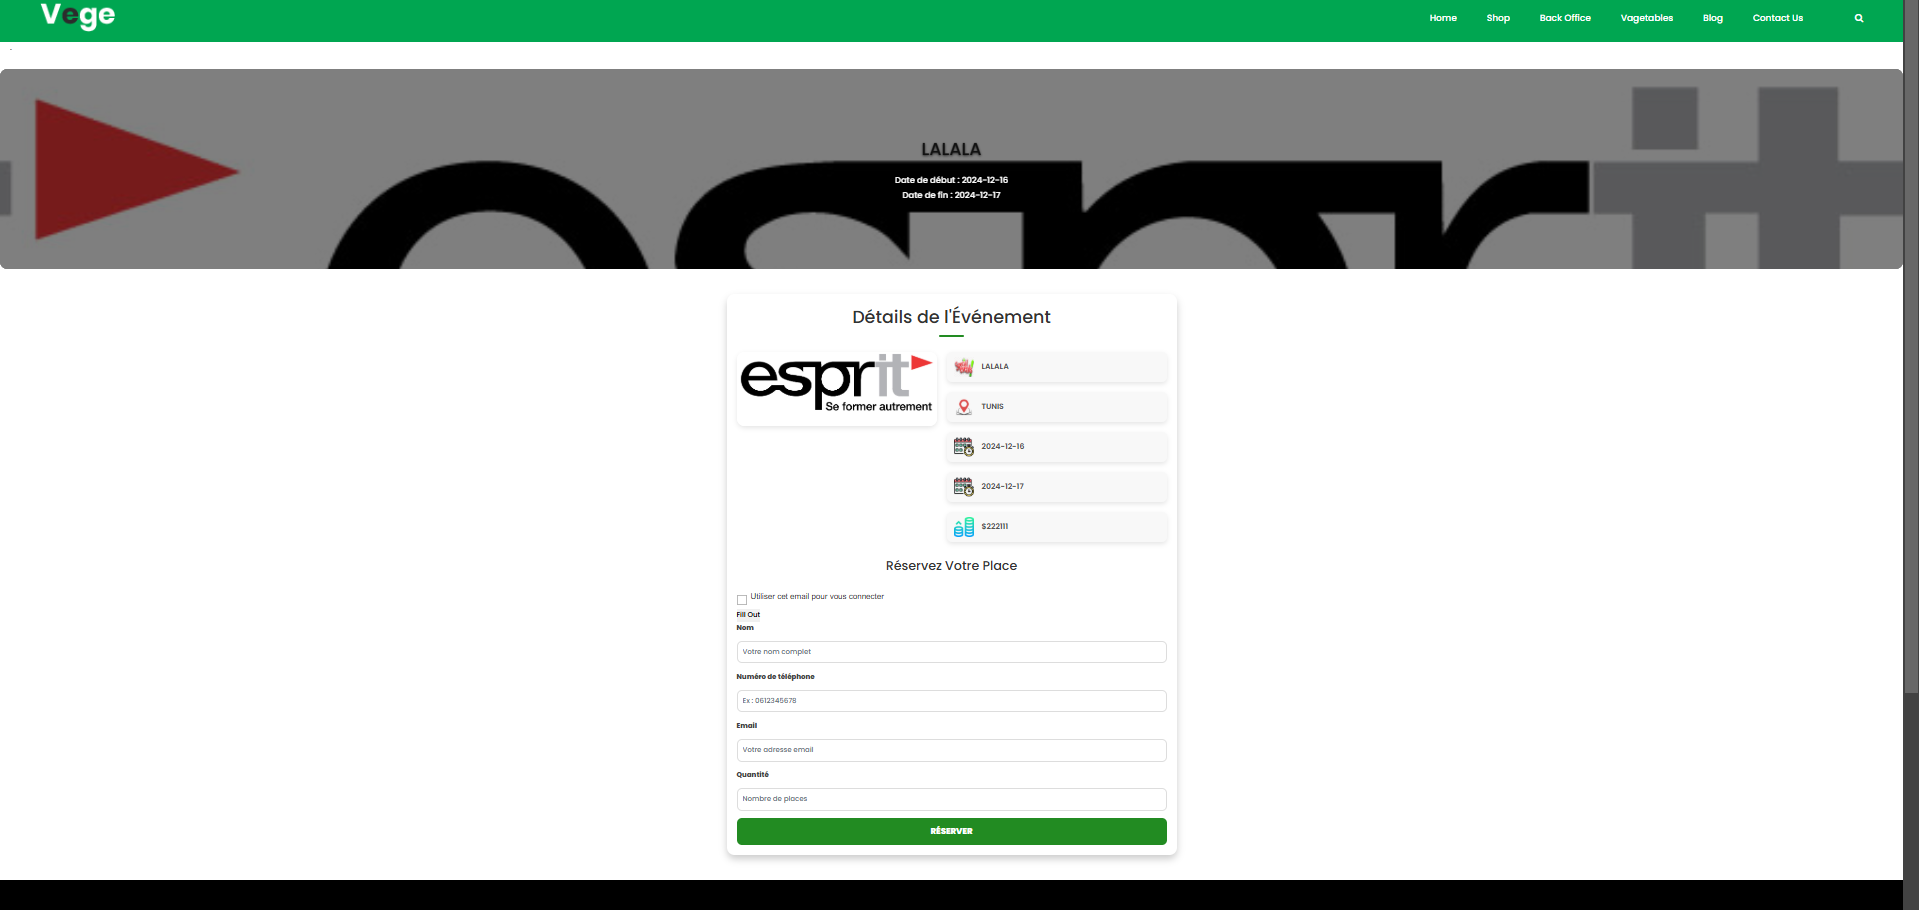 Vege
Home Shop Back Office Vagetables Blog Contact Us
esprit
LALALA
Date de début : 2024-12-16
Date de fin : 2024-12-17
Détails de l'Événement
esprit
Se former autrement
LALALA
TUNIS
2024-12-16
2024-12-17
$222111
Réservez Votre Place
Utiliser cet email pour vous connecter
Fill Out
Nom
Votre nom complet
Numéro de téléphone
Ex : 0612345678
Email
Votre adresse email
Quantité
Nombre de places
RÉSERVER